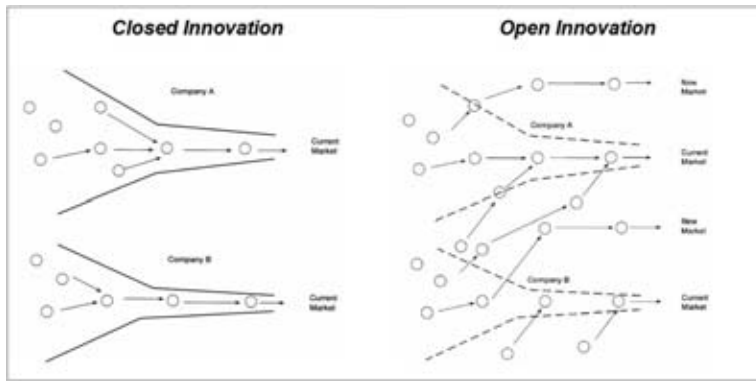 Closed Innovation
Company A
Current
Market
Company B
Current
Market
Open Innovation
New
Market
Company A
Current
Market
New
Market
Company B
Current
Market